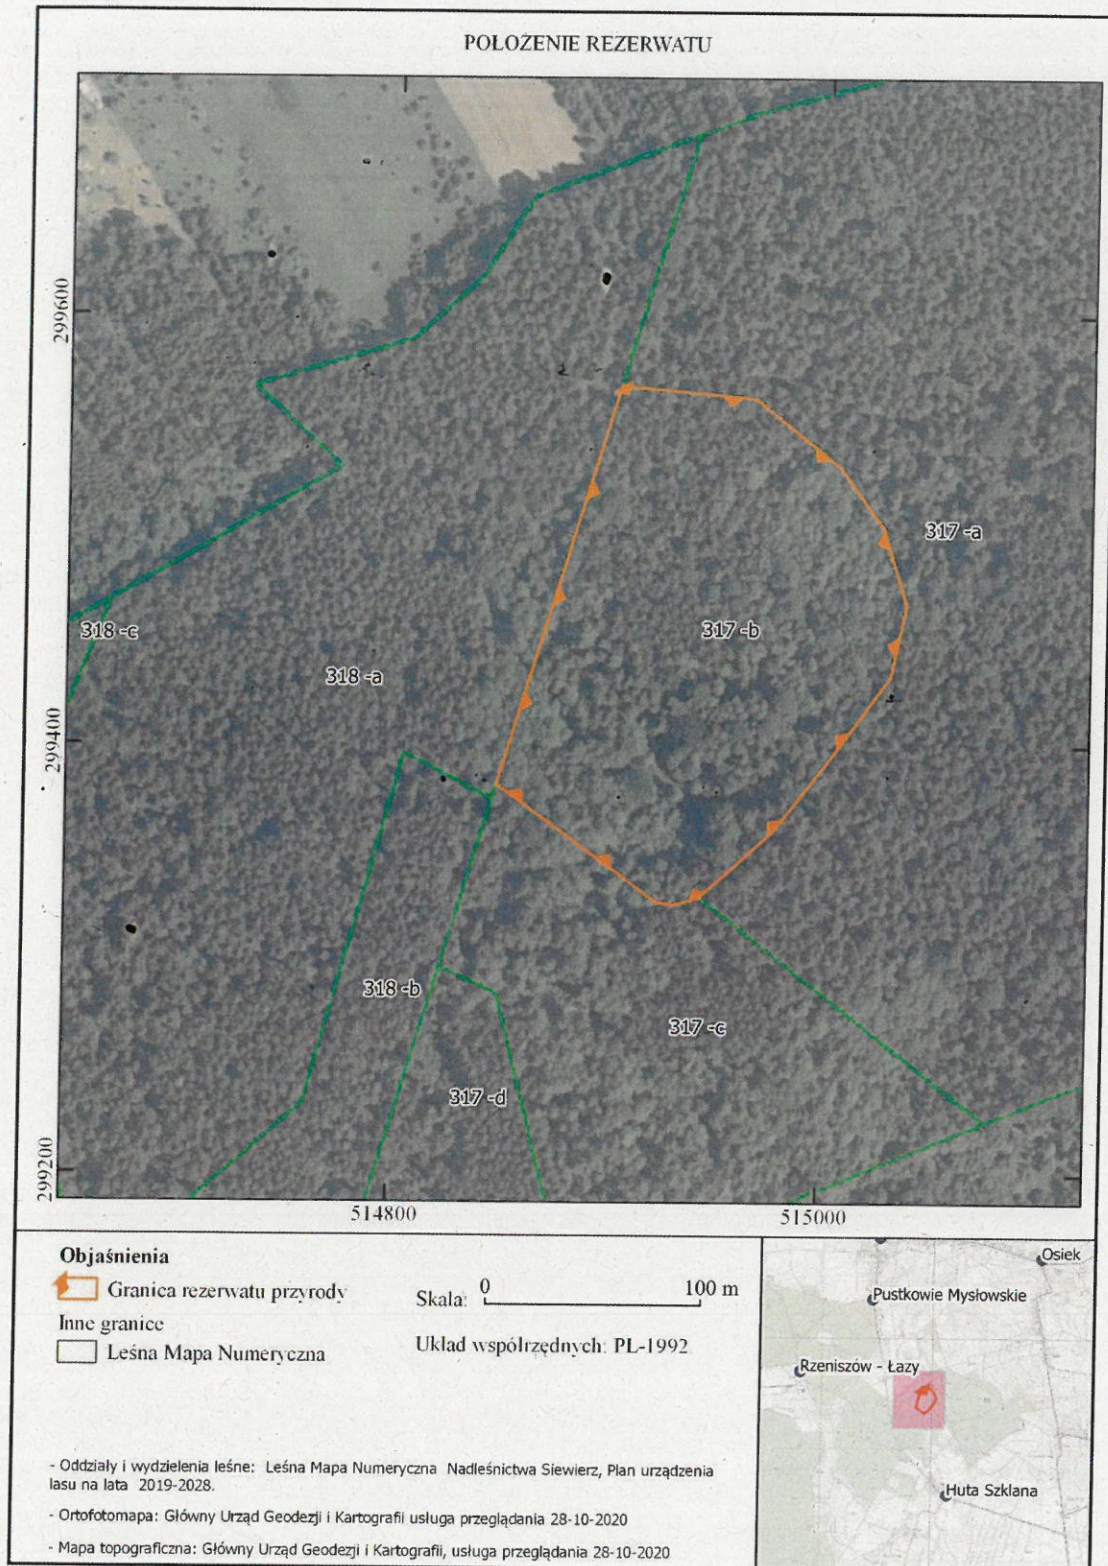 POŁOŻENIE REZERWATU
299600
317 -a
318 -c
317 -b
318 -a
299400
318 -b
317 -c
317 -d
299200
514800
515000
Objaśnienia
Granica rezerwatu przyrody
Inne granice
Leśna Mapa Numeryczna
Skala: 0 100 m
Układ współrzędnych: PL-1992
- Oddziały i wydzielenia leśne: Leśna Mapa Numeryczna Nadleśnictwa Siewierz, Plan urządzenia
lasu na lata 2019-2028.
- Ortofotomapa: Główny Urząd Geodezji i Kartografii usługa przeglądania 28-10-2020
- Mapa topograficzna: Główny Urząd Geodezji i Kartografii, usługa przeglądania 28-10-2020
Osiek
Pustkowie Mysłowskie
Rzeniszów - Łazy
Huta Szklana